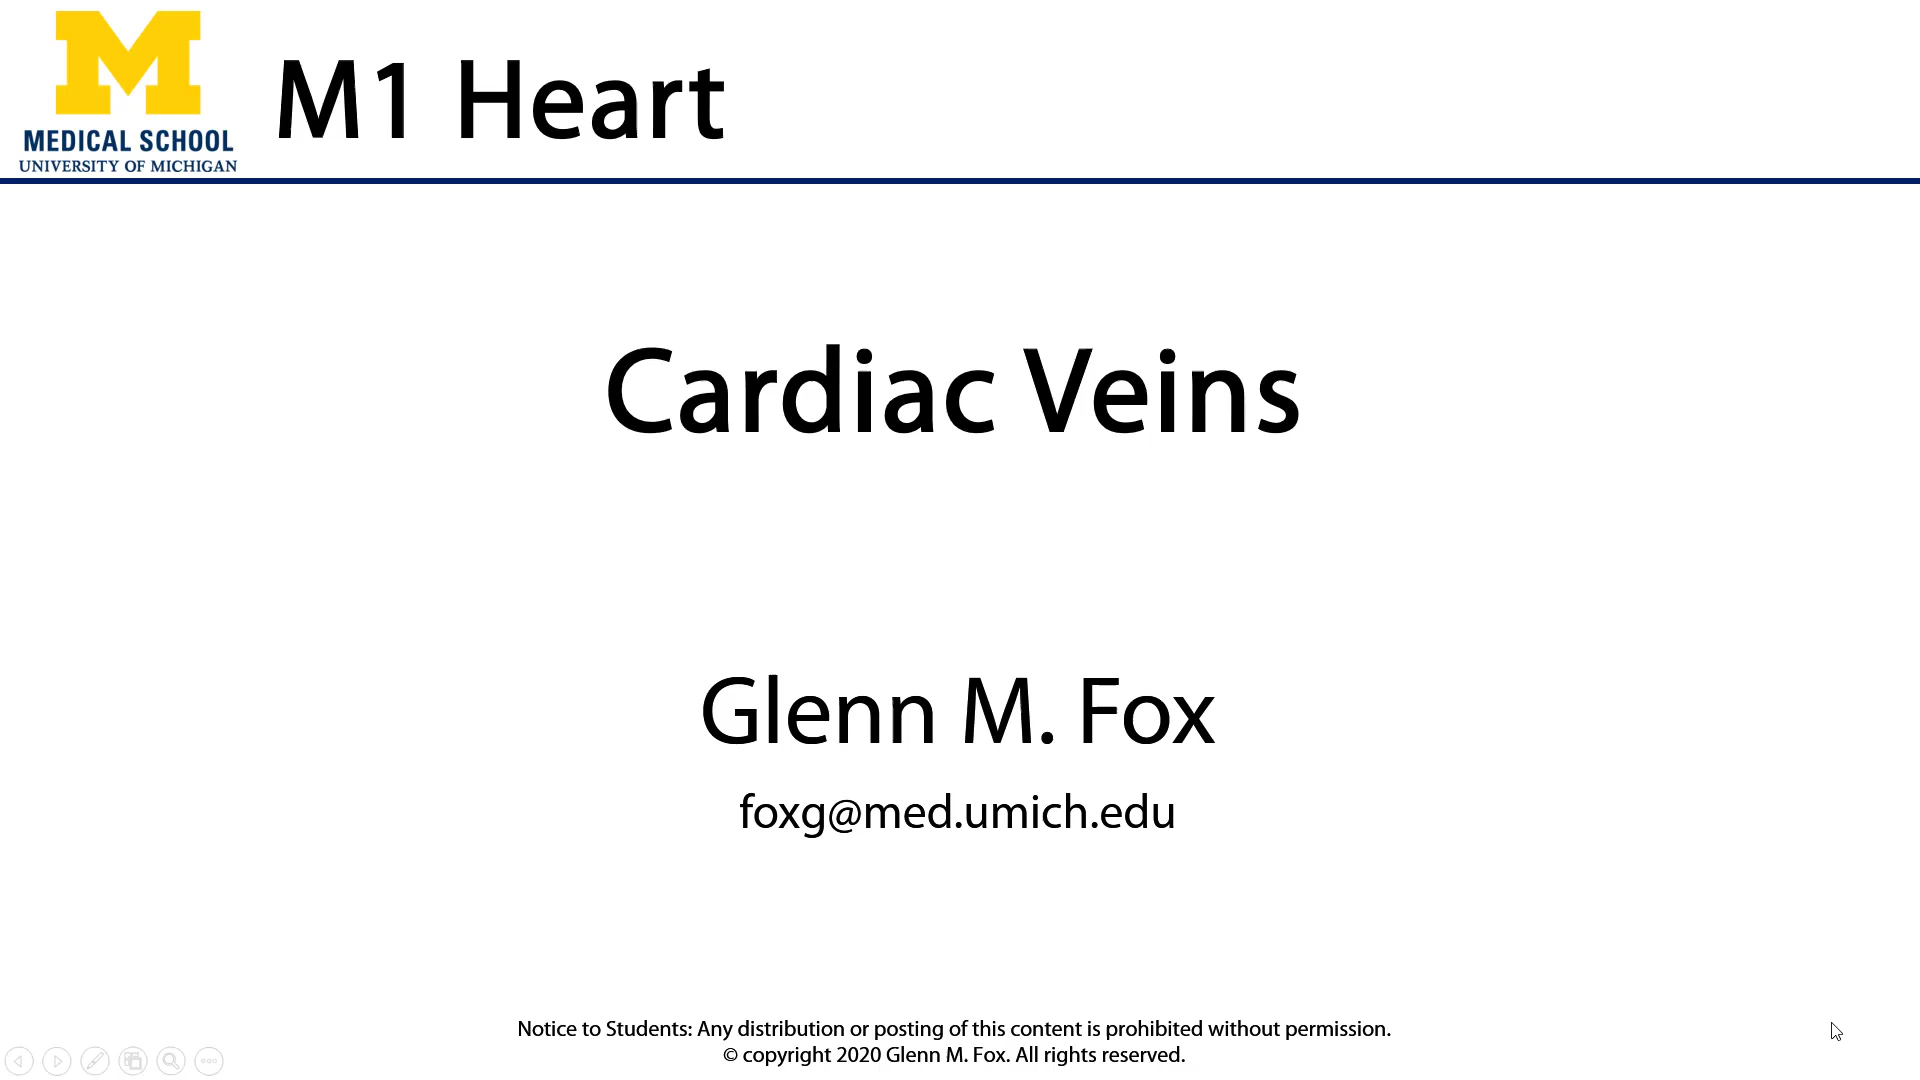 M
MEDICAL SCHOOL
UNIVERSITY OF MICHIGAN
M1 Heart
Cardiac Veins
Glenn M. Fox
foxg@med.umich.edu
Notice to Students: Any distribution or posting of this content is prohibited without permission.
© copyright 2020 Glenn M. Fox. All rights reserved.